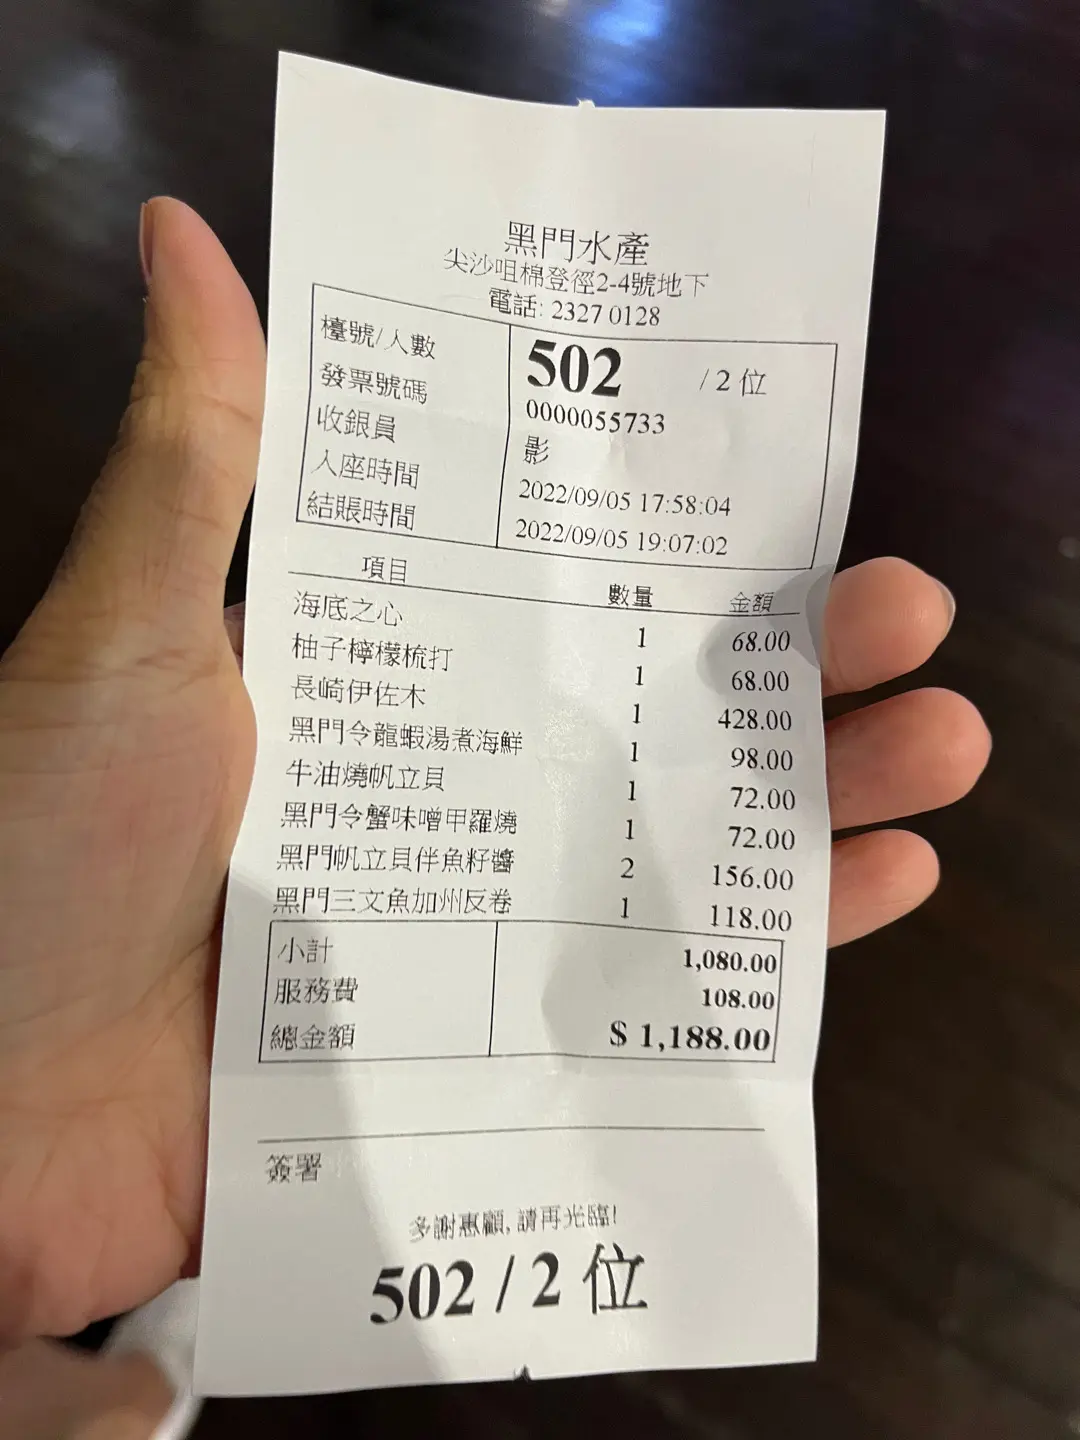 黑門水產
尖沙咀棉登徑2-4號地下
電話: 2327 0128
檯號/人數 502 / 2 位
發票號碼 0000055733
收銀員 影
入座時間 2022/09/05 17:58:04
結賬時間 2022/09/05 19:07:02
項目 數量 金額
海底之心 1 68.00
柚子檸檬梳打 1 68.00
長崎伊佐木 1 428.00
黑門令龍蝦湯煮海鮮 1 98.00
牛油燒帆立貝 1 72.00
黑門令蟹味噌甲羅燒 1 72.00
黑門帆立貝伴魚籽醬 2 156.00
黑門三文魚加州反卷 1 118.00
小計 1,080.00
服務費 108.00
總金額 $ 1,188.00
簽署
多謝惠顧, 請再光臨!
502 / 2 位